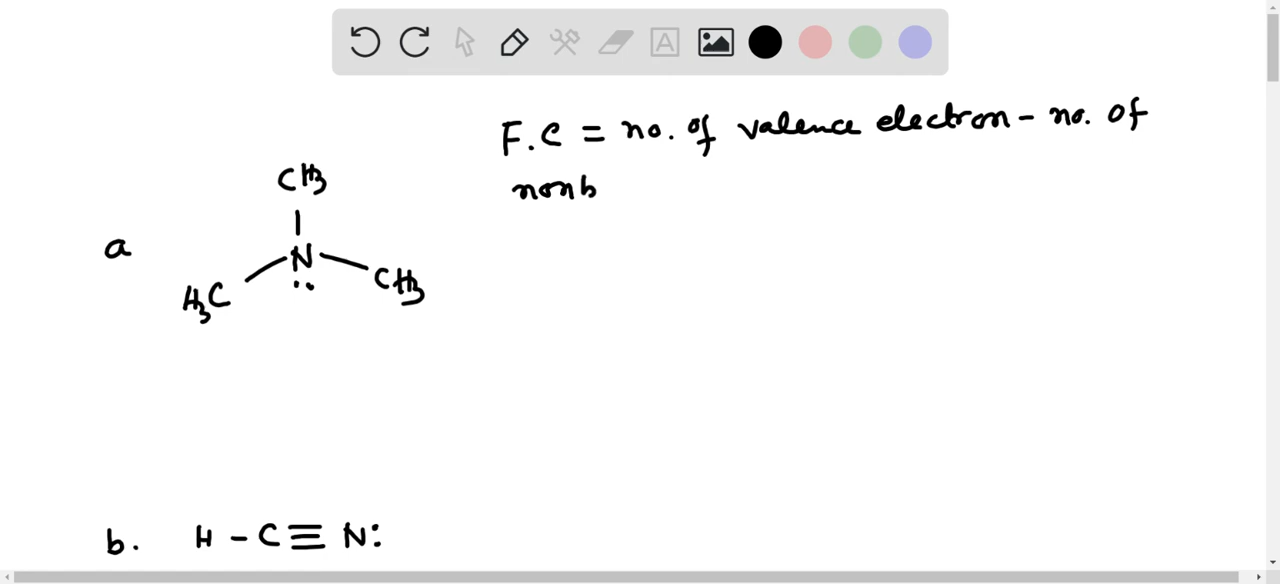 F.C = no. of valence electron - no. of
nonb
CH3
a
N
H3C
CH3
b. H - C ≡ N: